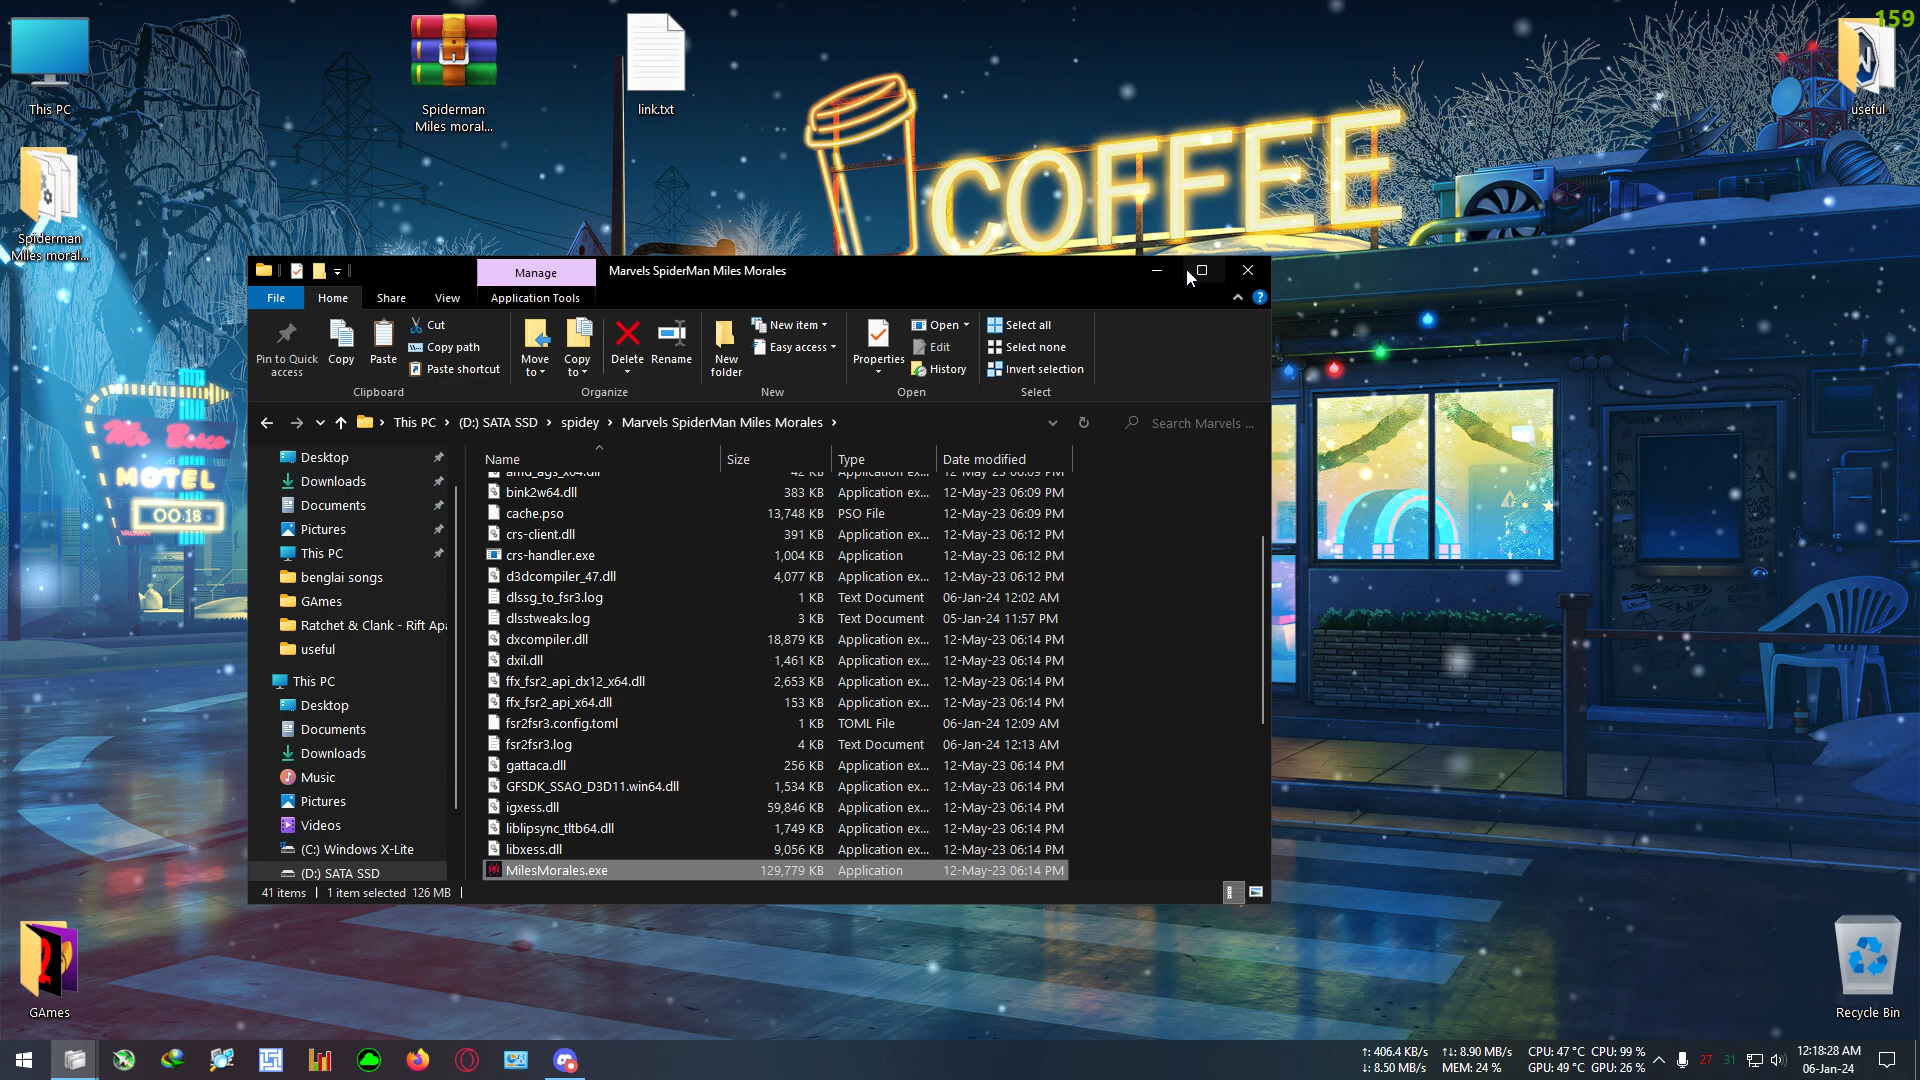 159
This PC
Spiderman
Miles moral...
link.txt
useful
Spiderman
Miles moral...
COFFEE
Manage
Marvels SpiderMan Miles Morales
File
Home
Share
View
Application Tools
Pin to Quick
access
Copy
Paste
Cut
Copy path
Paste shortcut
Clipboard
Move
to
Copy
to
Delete
Rename
Organize
New
folder
New item
Easy access
New
Properties
Open
Edit
History
Open
Select all
Select none
Invert selection
Select
This PC > (D:) SATA SSD > spidey > Marvels SpiderMan Miles Morales >
Search Marvels ...
Desktop
Downloads
Documents
Pictures
This PC
benglai songs
GAmes
Ratchet & Clank - Rift Apa
useful
This PC
Desktop
Documents
Downloads
Music
Pictures
Videos
(C:) Windows X-Lite
(D:) SATA SSD
Name Size Type Date modified
amd_ags_x64.dll 42 KB Application ex... 12-May-23 06:09 PM
bink2w64.dll 383 KB Application ex... 12-May-23 06:09 PM
cache.pso 13,748 KB PSO File 12-May-23 06:09 PM
crs-client.dll 391 KB Application ex... 12-May-23 06:12 PM
crs-handler.exe 1,004 KB Application 12-May-23 06:12 PM
d3dcompiler_47.dll 4,077 KB Application ex... 12-May-23 06:12 PM
dlssg_to_fsr3.log 1 KB Text Document 06-Jan-24 12:02 AM
dlsstweaks.log 3 KB Text Document 05-Jan-24 11:57 PM
dxcompiler.dll 18,879 KB Application ex... 12-May-23 06:14 PM
dxil.dll 1,461 KB Application ex... 12-May-23 06:14 PM
ffx_fsr2_api_dx12_x64.dll 2,653 KB Application ex... 12-May-23 06:14 PM
ffx_fsr2_api_x64.dll 153 KB Application ex... 12-May-23 06:14 PM
fsr2fsr3.config.toml 1 KB TOML File 06-Jan-24 12:09 AM
fsr2fsr3.log 4 KB Text Document 06-Jan-24 12:13 AM
gattaca.dll 256 KB Application ex... 12-May-23 06:14 PM
GFSDK_SSAO_D3D11.win64.dll 1,534 KB Application ex... 12-May-23 06:14 PM
igxess.dll 59,846 KB Application ex... 12-May-23 06:14 PM
liblipsync_tltb64.dll 1,749 KB Application ex... 12-May-23 06:14 PM
libxess.dll 9,056 KB Application ex... 12-May-23 06:14 PM
MilesMorales.exe 129,779 KB Application 12-May-23 06:14 PM
41 items
1 item selected 126 MB
MOTEL
00:18
VACANCY
GAmes
Recycle Bin
↑: 406.4 KB/s
↓: 8.50 MB/s
↑↓: 8.90 MB/s
MEM: 24 %
CPU: 47 °C CPU: 99 %
GPU: 49 °C GPU: 26 %
27
31
12:18:28 AM
06-Jan-24